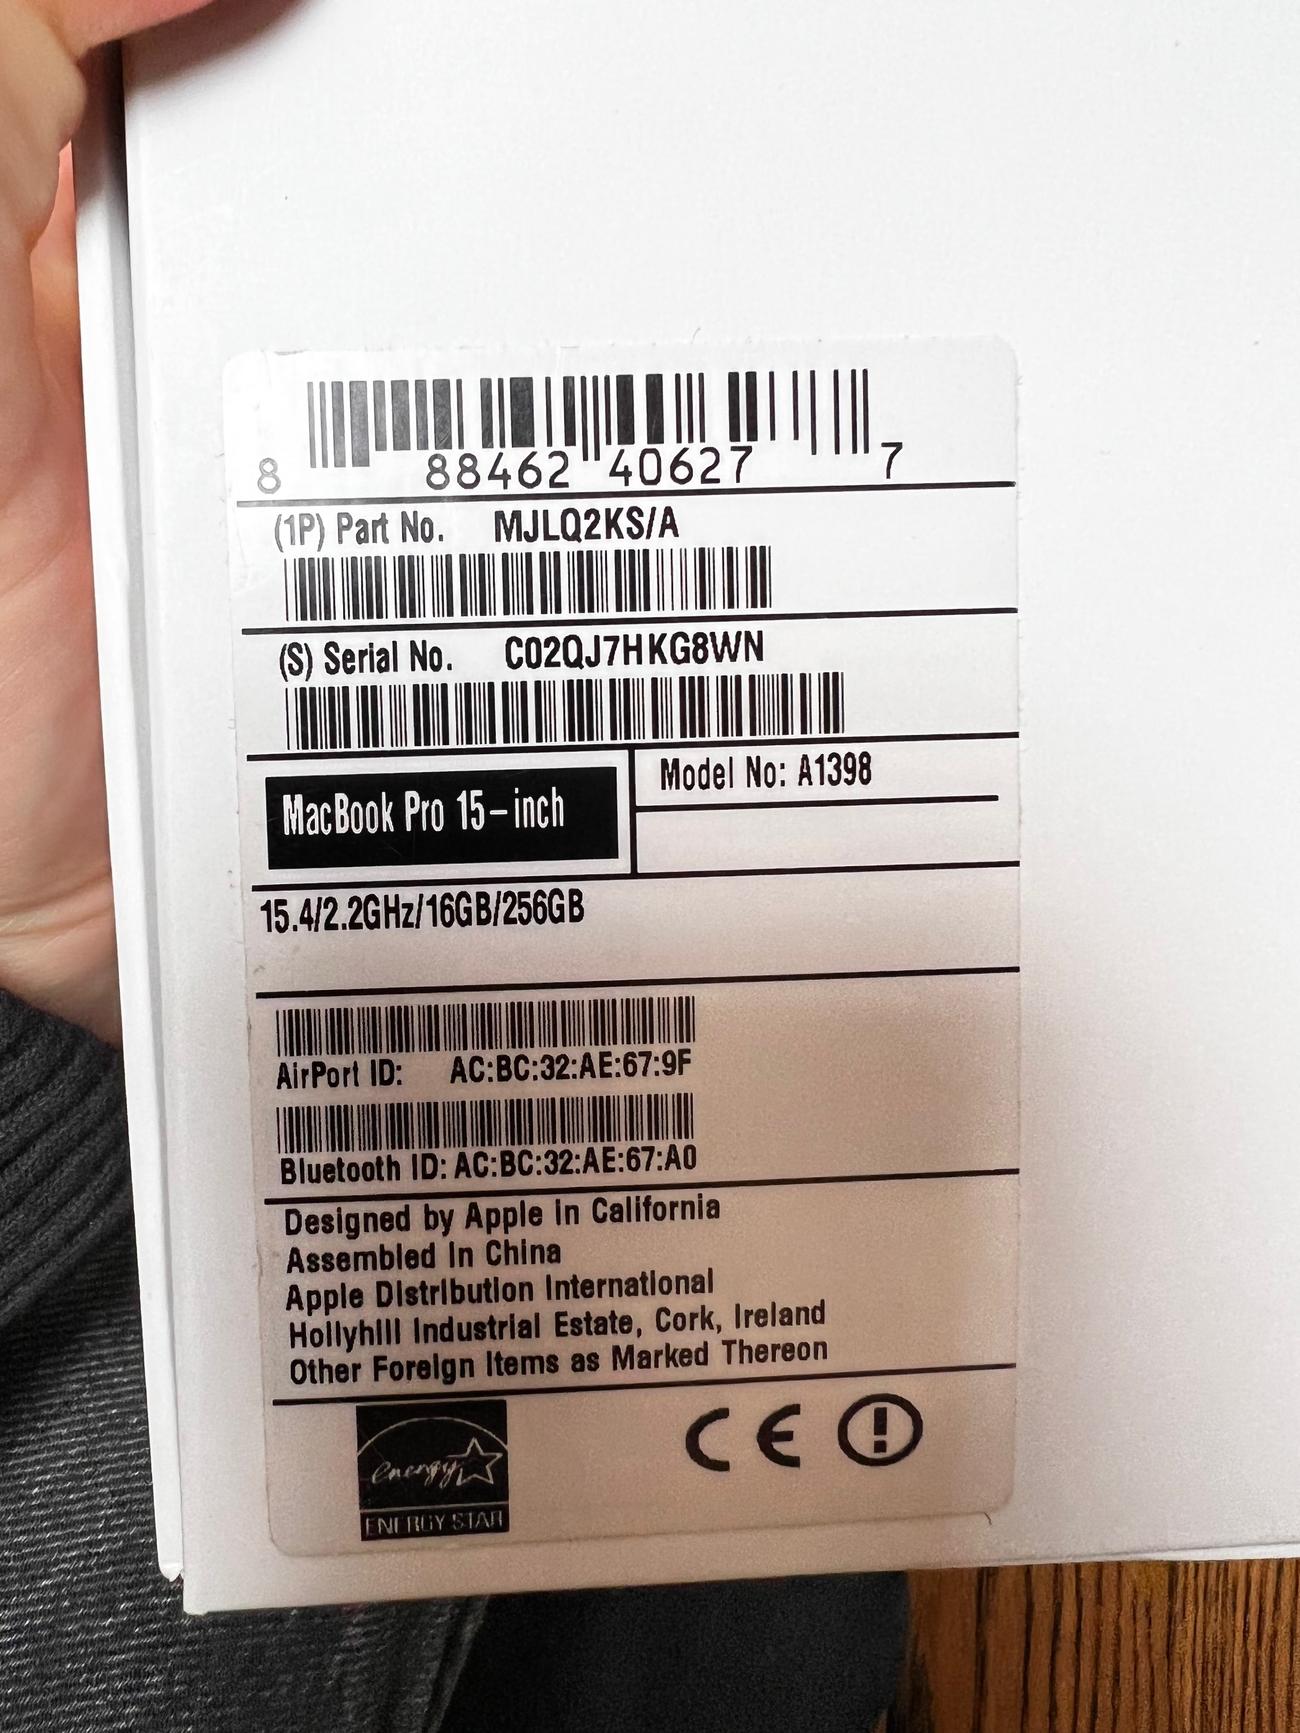 8 88462 40627 7
(1P) Part No. MJLQ2KS/A
(S) Serial No. C02QJ7HKG8WN
MacBook Pro 15-inch
Model No: A1398
15.4/2.2GHz/16GB/256GB
AirPort ID: AC:BC:32:AE:67:9F
Bluetooth ID: AC:BC:32:AE:67:A0
Designed by Apple in California
Assembled in China
Apple Distribution International
Hollyhill Industrial Estate, Cork, Ireland
Other Foreign Items as Marked Thereon
energy
ENERGY STAR
CE